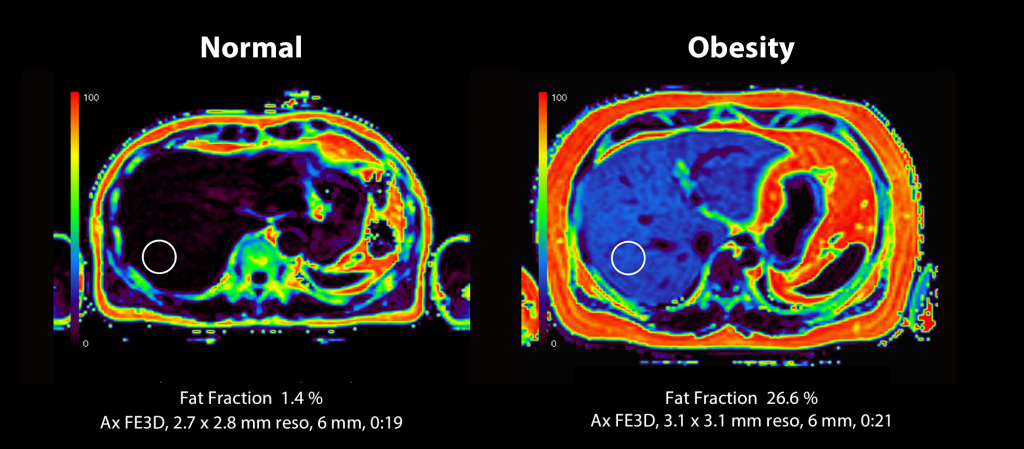 Normal
Obesity
100
100
0
0
Fat Fraction 1.4 %
Ax FE3D, 2.7 x 2.8 mm reso, 6 mm, 0:19
Fat Fraction 26.6 %
Ax FE3D, 3.1 x 3.1 mm reso, 6 mm, 0:21